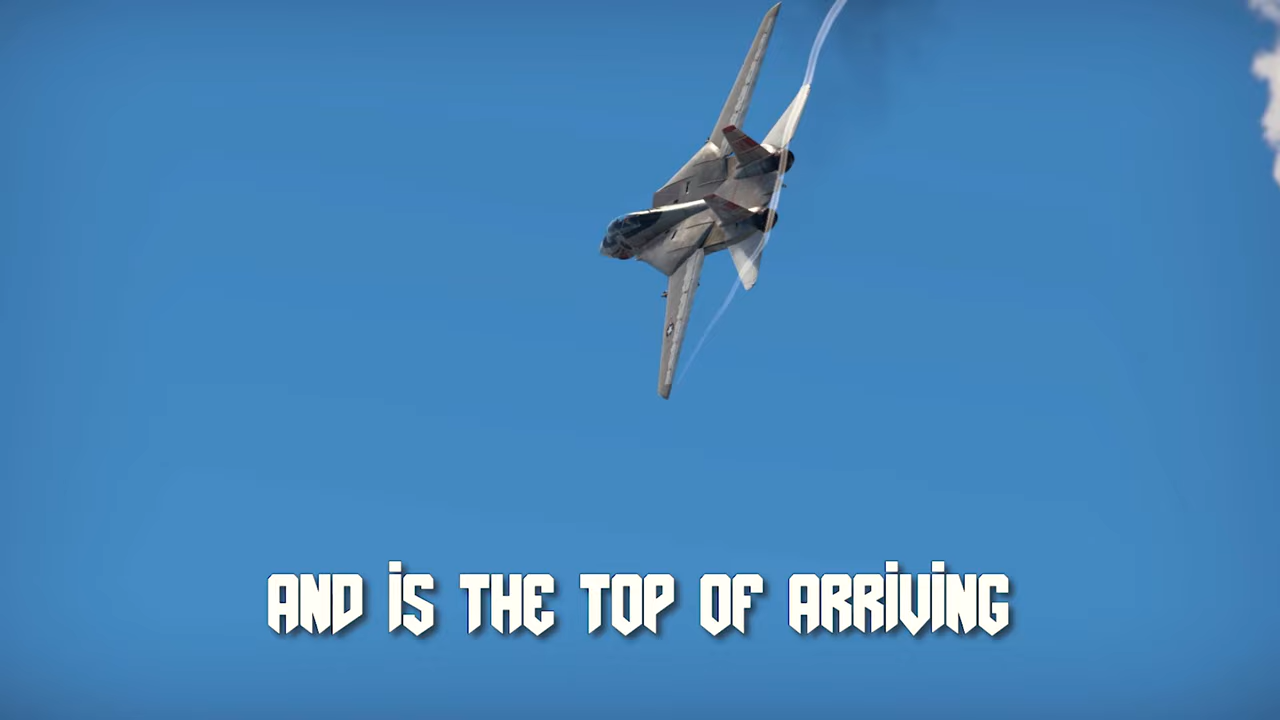 AND IS THE TOP OF ARRIVING